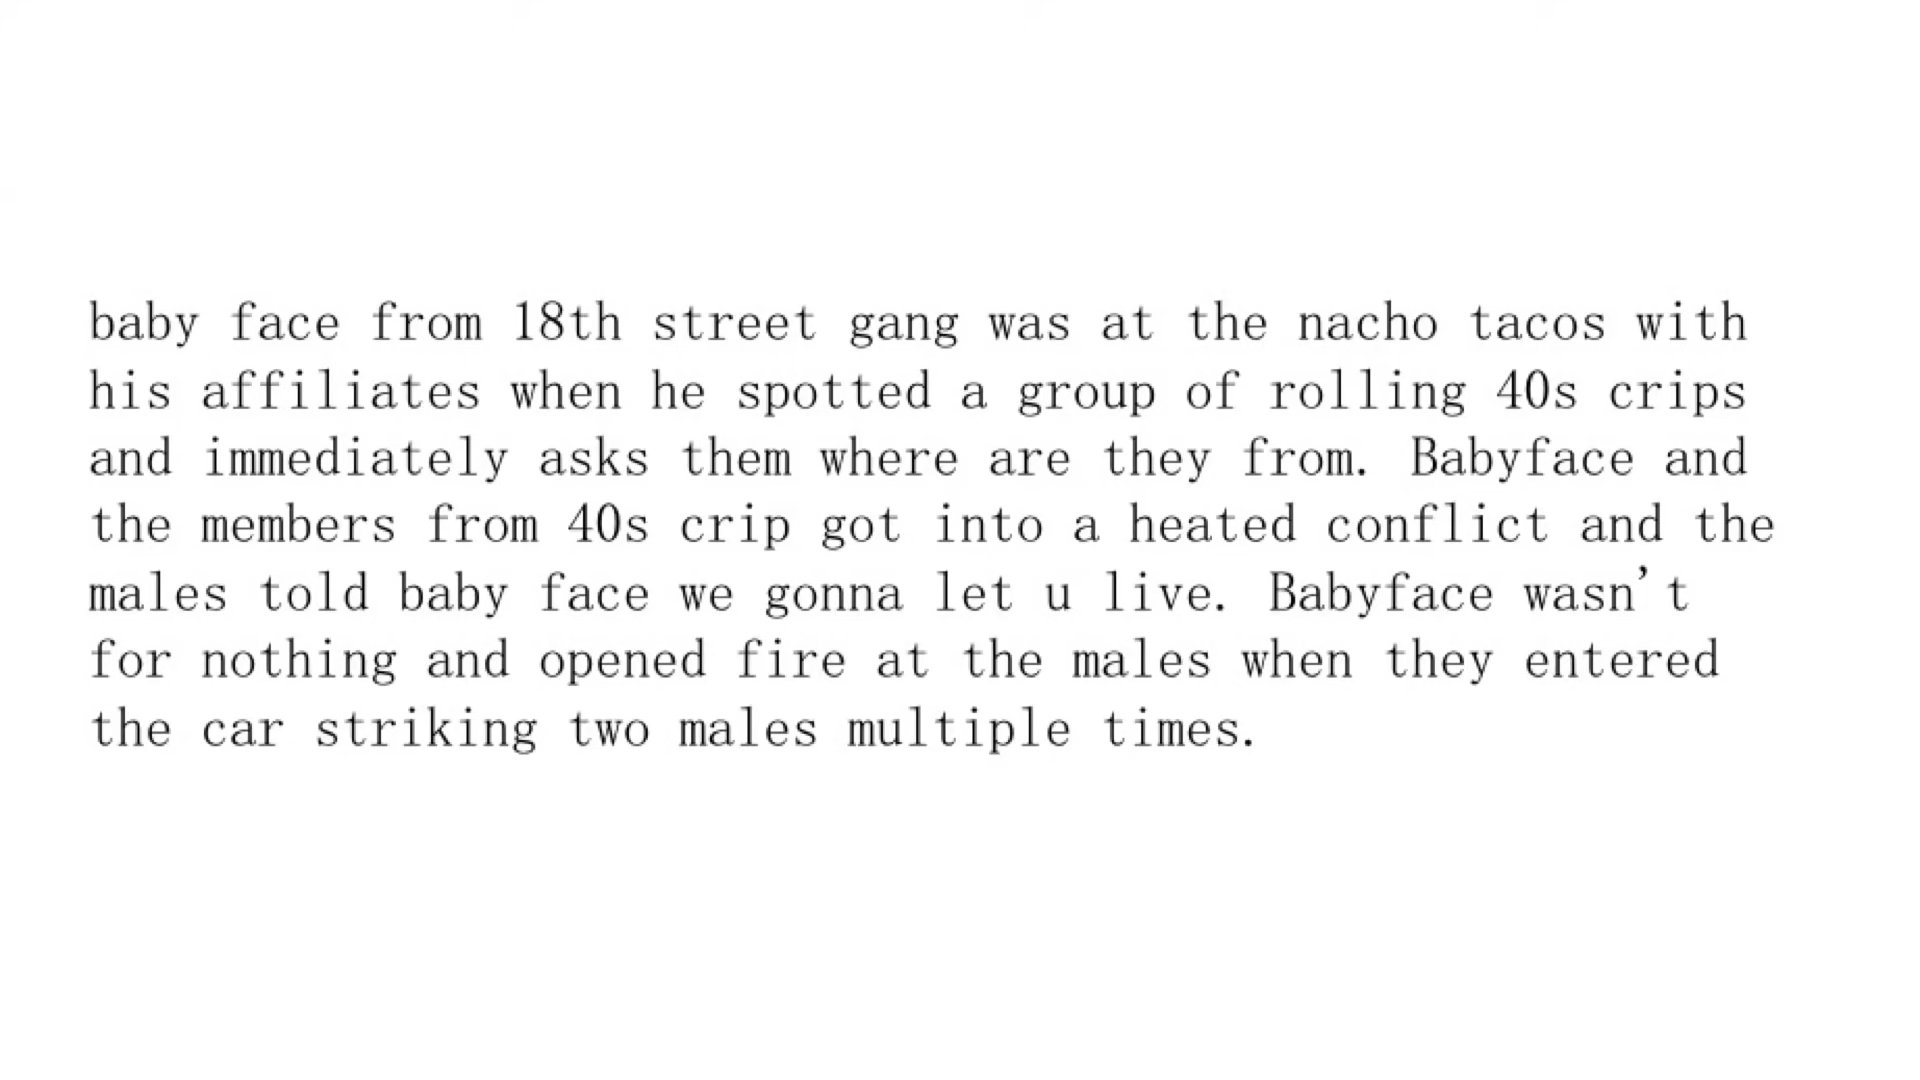 baby face from 18th street gang was at the nacho tacos with
his affiliates when he spotted a group of rolling 40s crips
and immediately asks them where are they from. Babyface and
the members from 40s crip got into a heated conflict and the
males told baby face we gonna let u live. Babyface wasn't
for nothing and opened fire at the males when they entered
the car striking two males multiple times.